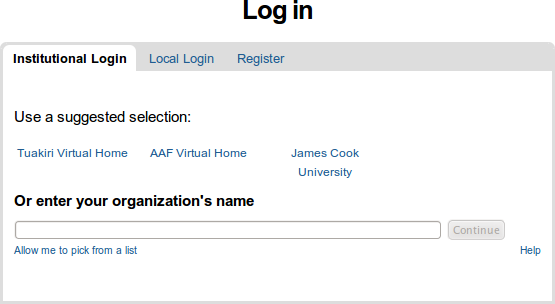 Log in
Institutional Login Local Login Register
Use a suggested selection:
Tuakiri Virtual Home AAF Virtual Home James Cook University
Or enter your organization's name
Continue
Allow me to pick from a list Help